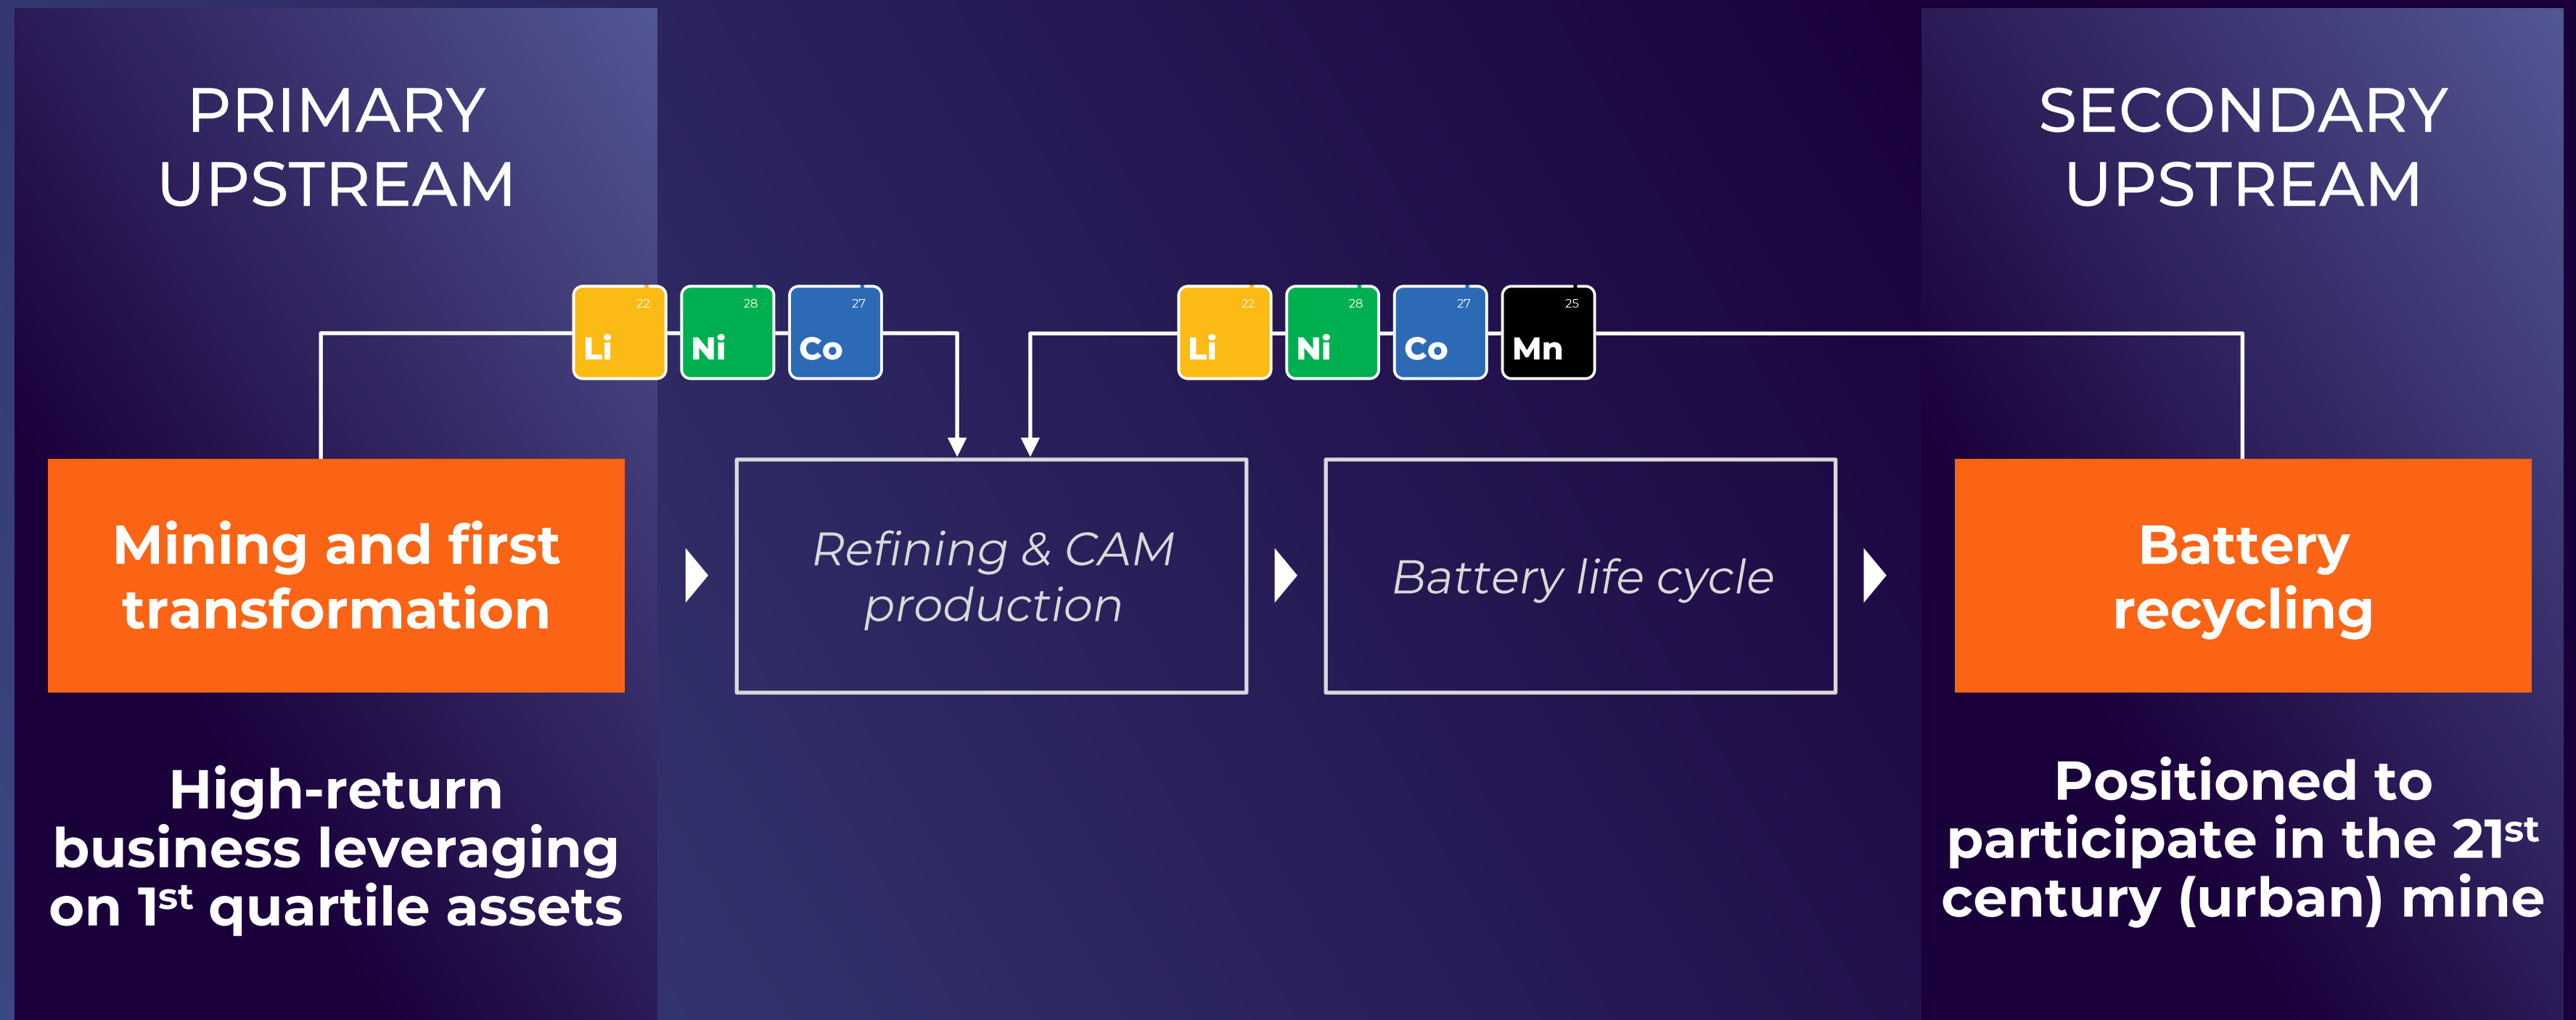 PRIMARY
UPSTREAM
SECONDARY
UPSTREAM
22
Li
28
Ni
27
Co
22
Li
28
Ni
27
Co
25
Mn
Mining and first
transformation
Refining & CAM
production
Battery life cycle
Battery
recycling
High-return
business leveraging
on 1st quartile assets
Positioned to
participate in the 21st
century (urban) mine